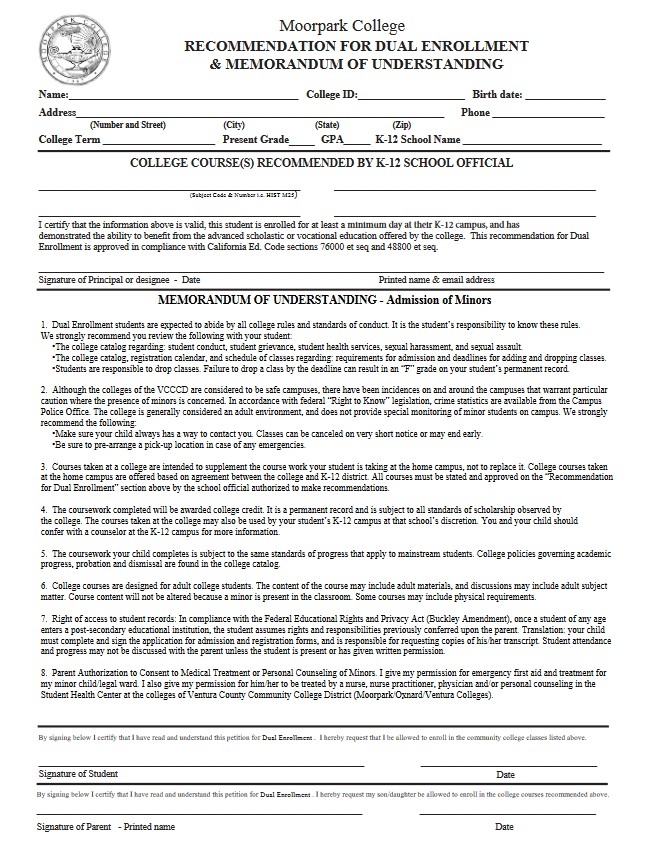 MOORPARK COLLEGE
Moorpark College
RECOMMENDATION FOR DUAL ENROLLMENT
& MEMORANDUM OF UNDERSTANDING
Name: College ID: Birth date:
Address Phone
(Number and Street) (City) (State) (Zip)
College Term Present Grade GPA K-12 School Name
COLLEGE COURSE(S) RECOMMENDED BY K-12 SCHOOL OFFICIAL
(Subject Code & Number i.e. HIST M25)
I certify that the information above is valid, this student is enrolled for at least a minimum day at their K-12 campus, and has
demonstrated the ability to benefit from the advanced scholastic or vocational education offered by the college. This recommendation for Dual
Enrollment is approved in compliance with California Ed. Code sections 76000 et seq and 48800 et seq.
Signature of Principal or designee - Date Printed name & email address
MEMORANDUM OF UNDERSTANDING - Admission of Minors
1. Dual Enrollment students are expected to abide by all college rules and standards of conduct. It is the student's responsibility to know these rules.
We strongly recommend you review the following with your student:
•The college catalog regarding: student conduct, student grievance, student health services, sexual harassment, and sexual assault.
•The college catalog, registration calendar, and schedule of classes regarding: requirements for admission and deadlines for adding and dropping classes.
•Students are responsible to drop classes. Failure to drop a class by the deadline can result in an "F" grade on your student's permanent record.
2. Although the colleges of the VCCCD are considered to be safe campuses, there have been incidences on and around the campuses that warrant particular
caution where the presence of minors is concerned. In accordance with federal "Right to Know" legislation, crime statistics are available from the Campus
Police Office. The college is generally considered an adult environment, and does not provide special monitoring of minor students on campus. We strongly
recommend the following:
•Make sure your child always has a way to contact you. Classes can be canceled on very short notice or may end early.
•Be sure to pre-arrange a pick-up location in case of any emergencies.
3. Courses taken at a college are intended to supplement the course work your student is taking at the home campus, not to replace it. College courses taken
at the home campus are offered based on agreement between the college and K-12 district. All courses must be stated and approved on the "Recommendation
for Dual Enrollment" section above by the school official authorized to make recommendations.
4. The coursework completed will be awarded college credit. It is a permanent record and is subject to all standards of scholarship observed by
the college. The courses taken at the college may also be used by your student's K-12 campus at that school's discretion. You and your child should
confer with a counselor at the K-12 campus for more information.
5. The coursework your child completes is subject to the same standards of progress that apply to mainstream students. College policies governing academic
progress, probation and dismissal are found in the college catalog.
6. College courses are designed for adult college students. The content of the course may include adult materials, and discussions may include adult subject
matter. Course content will not be altered because a minor is present in the classroom. Some courses may include physical requirements.
7. Right of access to student records: In compliance with the Federal Educational Rights and Privacy Act (Buckley Amendment), once a student of any age
enters a post-secondary educational institution, the student assumes rights and responsibilities previously conferred upon the parent. Translation: your child
must complete and sign the application for admission and registration forms, and is responsible for requesting copies of his/her transcript. Student attendance
and progress may not be discussed with the parent unless the student is present or has given written permission.
8. Parent Authorization to Consent to Medical Treatment or Personal Counseling of Minors. I give my permission for emergency first aid and treatment for
my minor child/legal ward. I also give my permission for him/her to be treated by a nurse, nurse practitioner, physician and/or personal counseling in the
Student Health Center at the colleges of Ventura County Community College District (Moorpark/Oxnard/Ventura Colleges).
By signing below I certify that I have read and understand this petition for Dual Enrollment . I hereby request that I be allowed to enroll in the community college classes listed above.
Signature of Student Date
By signing below I certify that I have read and understand this petition for Dual Enrollment . I hereby request my son/daughter be allowed to enroll in the college courses recommended above.
Signature of Parent - Printed name Date